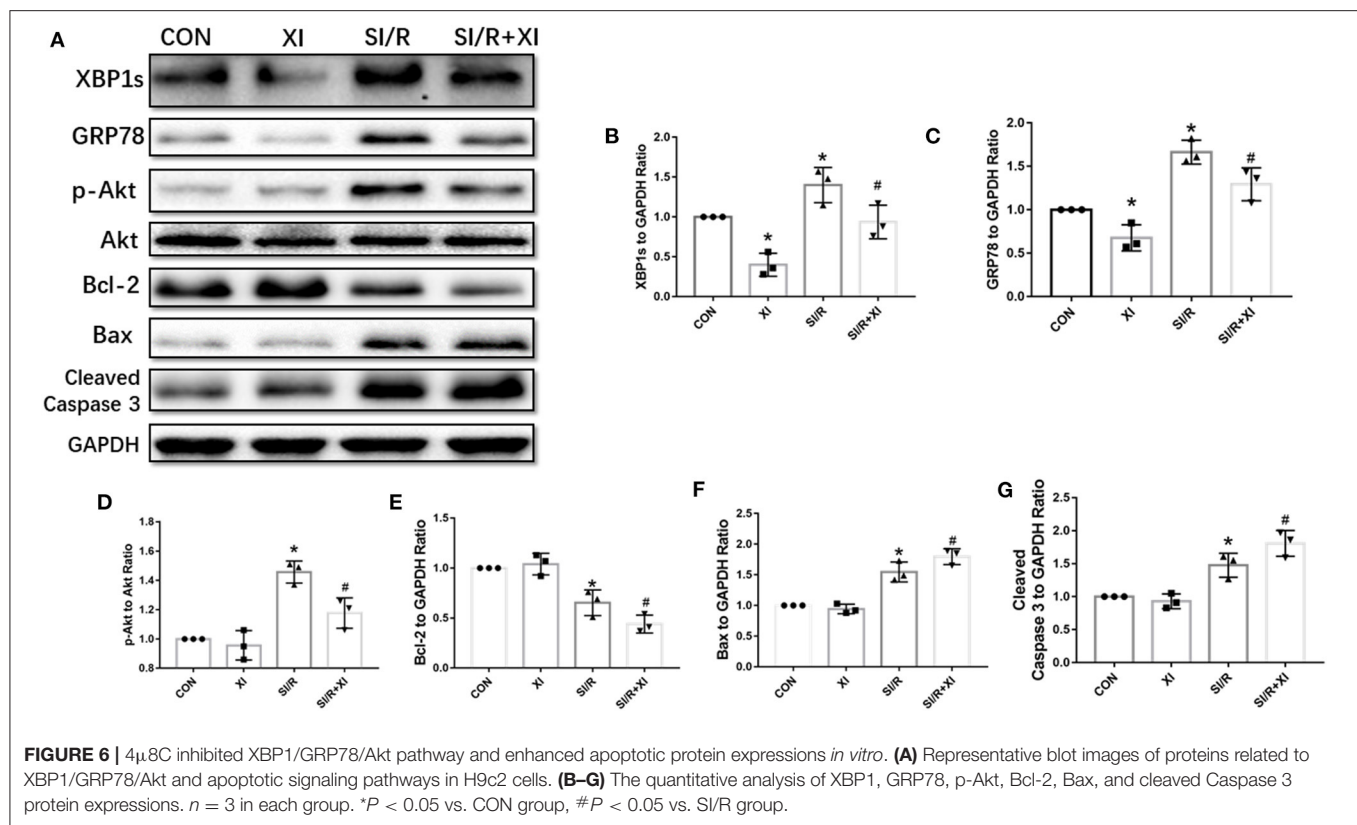 A
CON XI SI/R SI/R+XI
XBP1s
GRP78
p-Akt
Akt
Bcl-2
Bax
Cleaved
Caspase 3
GAPDH
B
XBP1s to GAPDH Ratio
2.0
1.5
1.0
0.5
0.0
*
*
#
CON XI SI/R SI/R+XI
C
GRP78 to GAPDH Ratio
2.0
1.5
1.0
0.5
0.0
*
*
#
CON XI SI/R SI/R+XI
D
p-Akt to Akt Ratio
1.8
1.6
1.4
1.2
1.0
0.8
*
#
CON XI SI/R SI/R+XI
E
Bcl-2 to GAPDH Ratio
1.5
1.0
0.5
0.0
*
#
CON XI SI/R SI/R+XI
F
Bax to GAPDH Ratio
2.5
2.0
1.5
1.0
0.5
0.0
*
#
CON XI SI/R SI/R+XI
G
Cleaved
Caspase 3 to GAPDH Ratio
2.5
2.0
1.5
1.0
0.5
0.0
*
#
CON XI SI/R SI/R+XI
FIGURE 6 | 4μ8C inhibited XBP1/GRP78/Akt pathway and enhanced apoptotic protein expressions in vitro. (A) Representative blot images of proteins related to
XBP1/GRP78/Akt and apoptotic signaling pathways in H9c2 cells. (B–G) The quantitative analysis of XBP1, GRP78, p-Akt, Bcl-2, Bax, and cleaved Caspase 3
protein expressions. n = 3 in each group. *P < 0.05 vs. CON group, #P < 0.05 vs. SI/R group.